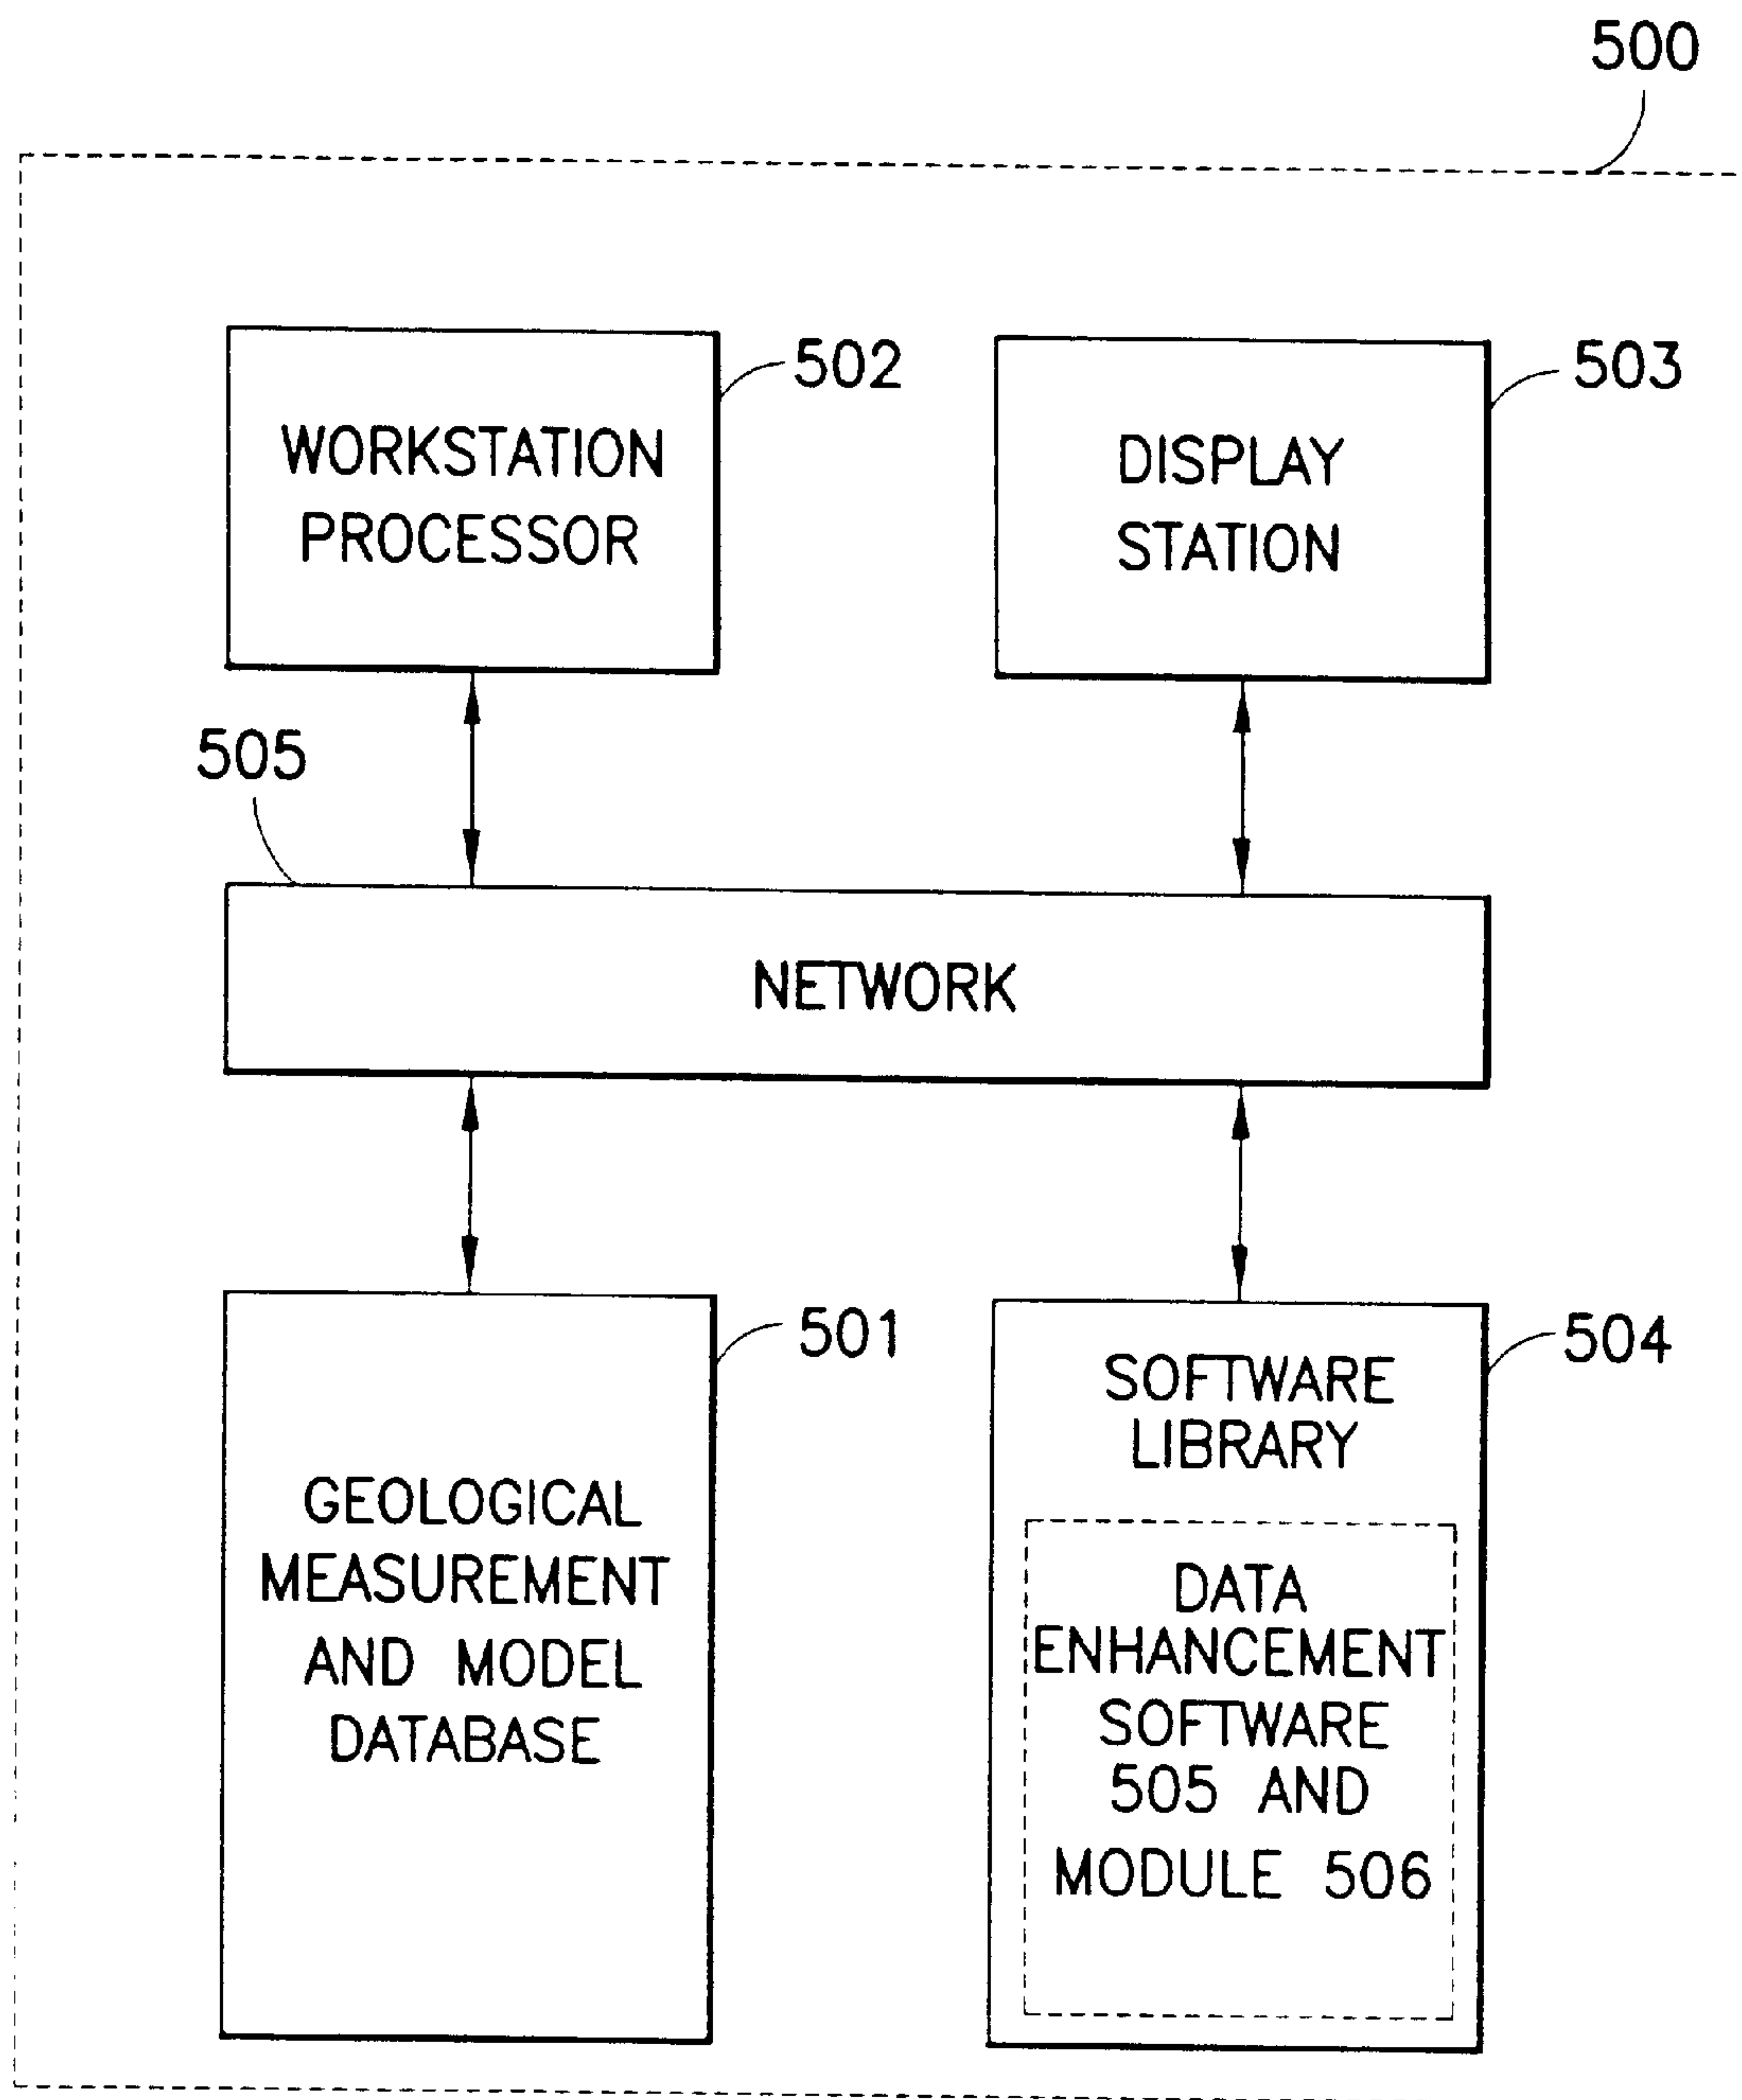 500
WORKSTATION
PROCESSOR
502
DISPLAY
STATION
503
505
NETWORK
GEOLOGICAL
MEASUREMENT
AND MODEL
DATABASE
501
SOFTWARE
LIBRARY
504
DATA
ENHANCEMENT
SOFTWARE
505 AND
MODULE 506